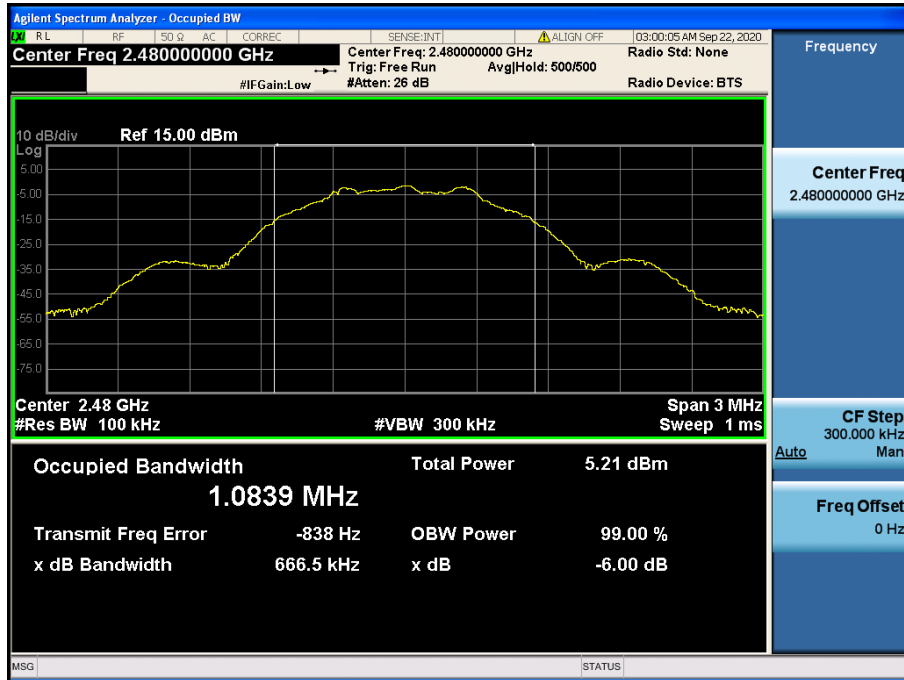 Agilent Spectrum Analyzer - Occupied BW
LXI RL RF 50 Ω AC CORREC SENSE:INT ALIGN OFF 03:00:05 AM Sep 22, 2020
Center Freq 2.480000000 GHz
Center Freq: 2.480000000 GHz Radio Std: None
Trig: Free Run Avg|Hold: 500/500
#IFGain:Low #Atten: 26 dB Radio Device: BTS
10 dB/div Ref 15.00 dBm
Log
5.00
-5.00
-15.0
-25.0
-35.0
-45.0
-55.0
-65.0
-75.0
Center 2.48 GHz Span 3 MHz
#Res BW 100 kHz #VBW 300 kHz Sweep 1 ms
Occupied Bandwidth Total Power 5.21 dBm
1.0839 MHz
Transmit Freq Error -838 Hz OBW Power 99.00 %
x dB Bandwidth 666.5 kHz x dB -6.00 dB
MSG STATUS
Frequency
Center Freq
2.480000000 GHz
CF Step
300.000 kHz
Auto Man
Freq Offset
0 Hz